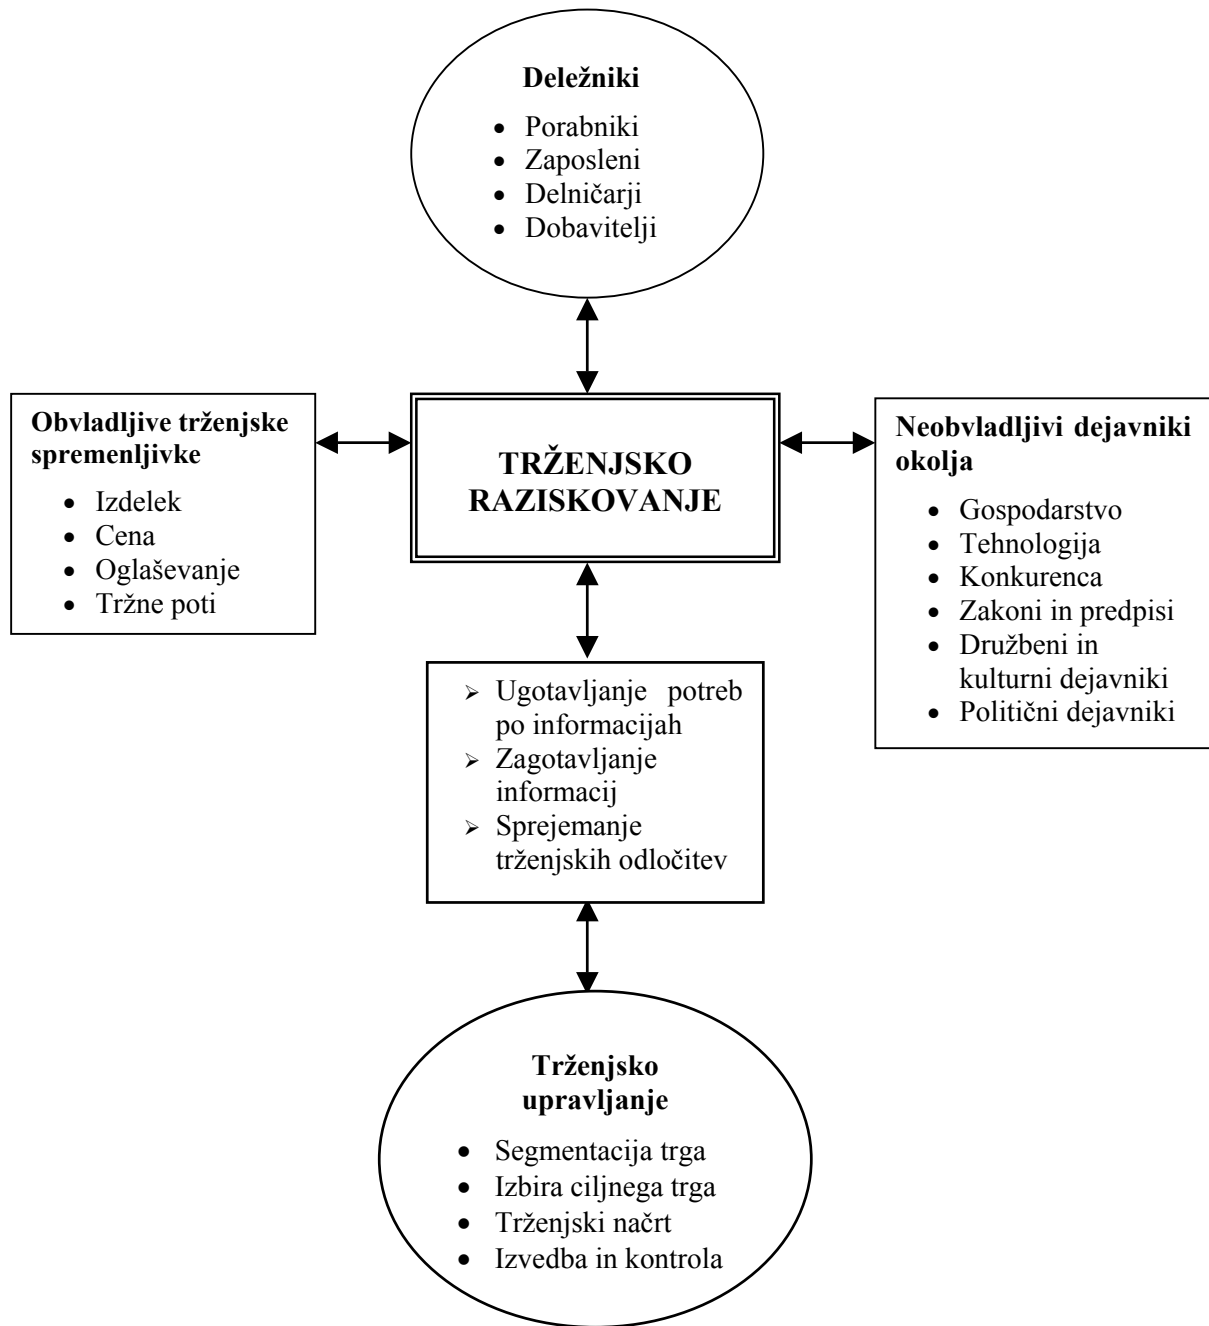 Deležniki
• Porabniki
• Zaposleni
• Delničarji
• Dobavitelji
Obvladljive trženjske
spremenljivke
• Izdelek
• Cena
• Oglaševanje
• Tržne poti
TRŽENJSKO
RAZISKOVANJE
Neobvladljivi dejavniki
okolja
• Gospodarstvo
• Tehnologija
• Konkurenca
• Zakoni in predpisi
• Družbeni in
kulturni dejavniki
• Politični dejavniki
➢ Ugotavljanje potreb
po informacijah
➢ Zagotavljanje
informacij
➢ Sprejemanje
trženjskih odločitev
Trženjsko
upravljanje
• Segmentacija trga
• Izbira ciljnega trga
• Trženjski načrt
• Izvedba in kontrola